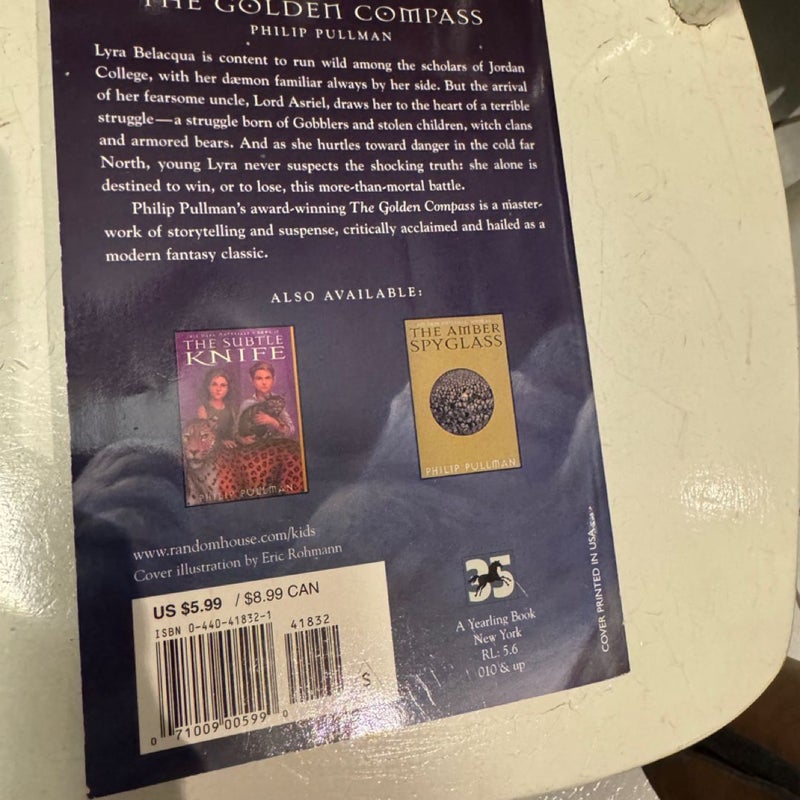 THE GOLDEN COMPASS
PHILIP PULLMAN
Lyra Belacqua is content to run wild among the scholars of Jordan
College, with her dæmon familiar always by her side. But the arrival
of her fearsome uncle, Lord Asriel, draws her to the heart of a terrible
struggle—a struggle born of Gobblers and stolen children, witch clans
and armored bears. And as she hurtles toward danger in the cold far
North, young Lyra never suspects the shocking truth: she alone is
destined to win, or to lose, this more-than-mortal battle.
Philip Pullman's award-winning The Golden Compass is a master-
work of storytelling and suspense, critically acclaimed and hailed as a
modern fantasy classic.
ALSO AVAILABLE:
THE SUBTLE
KNIFE
PHILIP PULLMAN
THE AMBER
SPYGLASS
PHILIP PULLMAN
www.randomhouse.com/kids
Cover illustration by Eric Rohmann
US $5.99 / $8.99 CAN
ISBN 0-440-41832-1
41832
S
0 71009 00599 0
35
A Yearling Book
New York
RL: 5.6
010 & up
COVER PRINTED IN USA